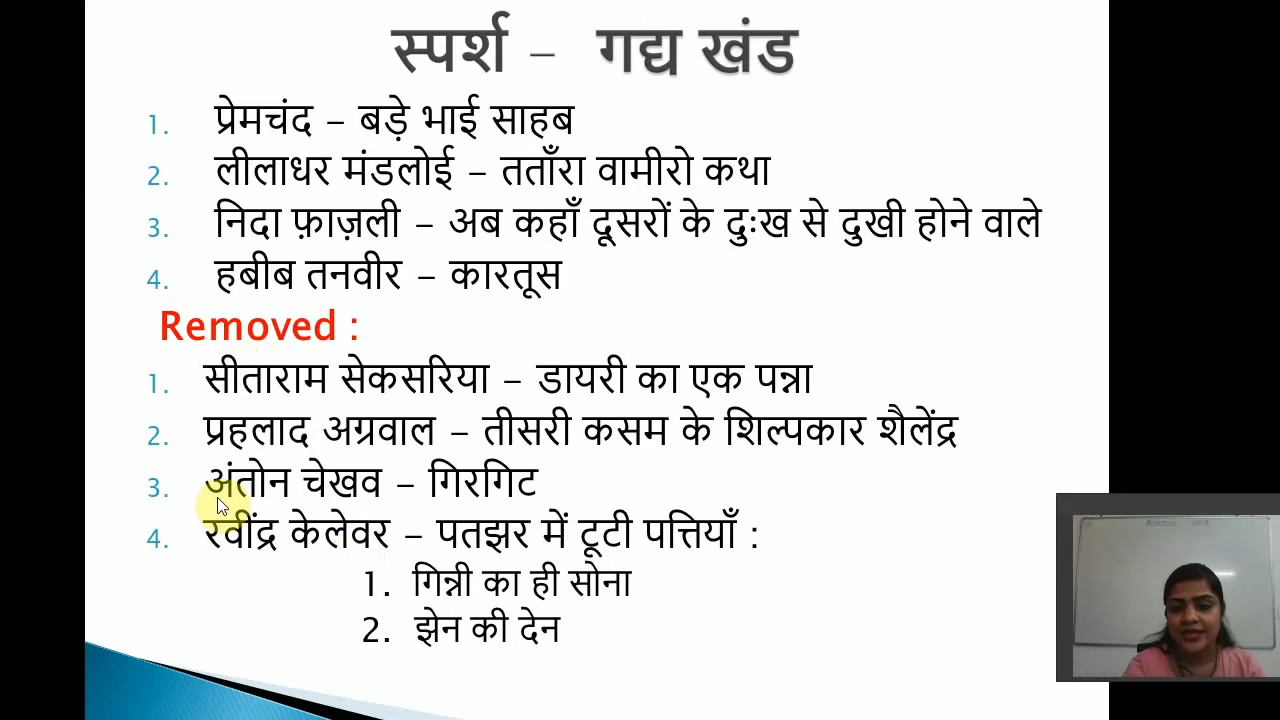 स्पर्श – गद्य खंड
1. प्रेमचंद – बड़े भाई साहब
2. लीलाधर मंडलोई – तताँरा वामीरो कथा
3. निदा फ़ाज़ली – अब कहाँ दूसरों के दुःख से दुखी होने वाले
4. हबीब तनवीर – कारतूस
Removed :
1. सीताराम सेकसरिया – डायरी का एक पन्ना
2. प्रहलाद अग्रवाल – तीसरी कसम के शिल्पकार शैलेंद्र
3. अंतोन चेखव – गिरगिट
4. रवींद्र केलेवर – पतझर में टूटी पत्तियाँ :
1. गिन्नी का ही सोना
2. झेन की देन